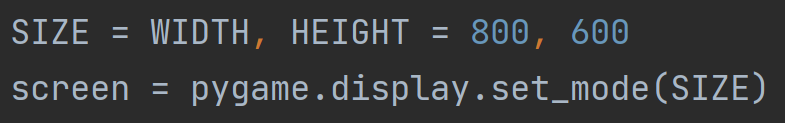 SIZE = WIDTH, HEIGHT = 800, 600
screen = pygame.display.set_mode(SIZE)